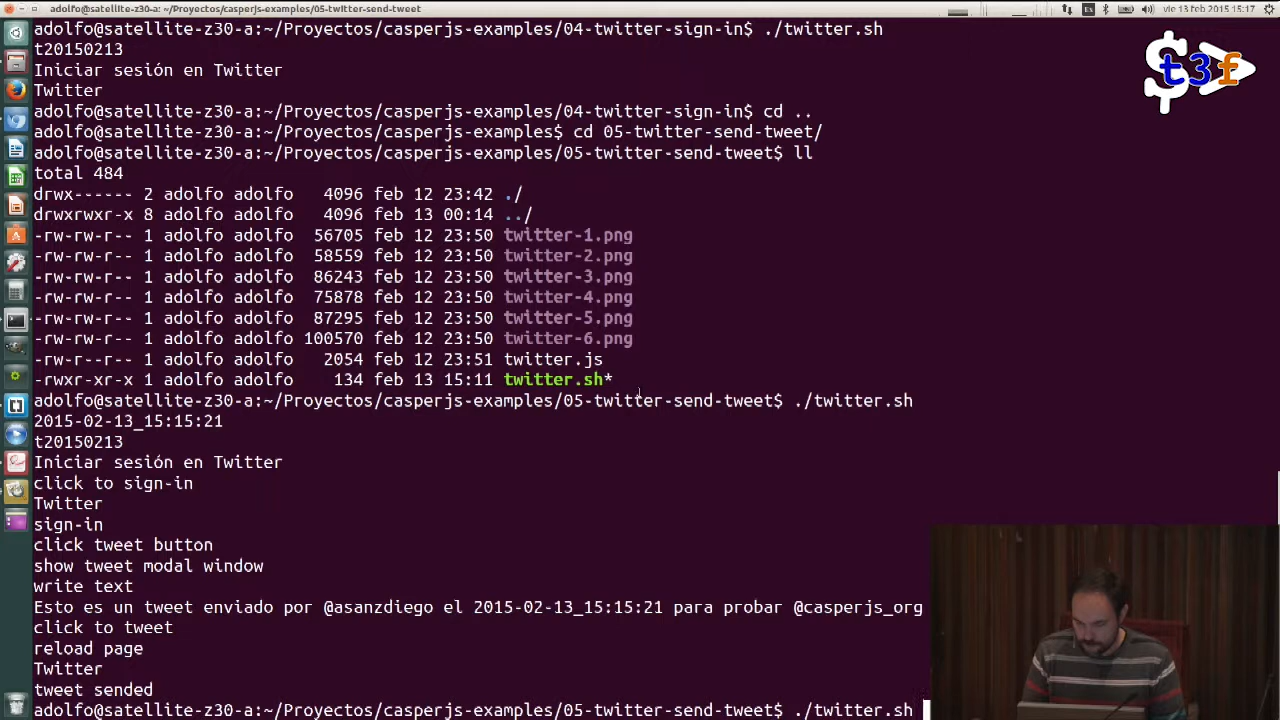 adolfo@satellite-z30-a: ~/Proyectos/casperjs-examples/05-twitter-send-tweet
Es
vie 13 feb 2015 15:17
adolfo@satellite-z30-a:~/Proyectos/casperjs-examples/04-twitter-sign-in$ ./twitter.sh
t20150213
Iniciar sesión en Twitter
Twitter
adolfo@satellite-z30-a:~/Proyectos/casperjs-examples/04-twitter-sign-in$ cd ..
adolfo@satellite-z30-a:~/Proyectos/casperjs-examples$ cd 05-twitter-send-tweet/
adolfo@satellite-z30-a:~/Proyectos/casperjs-examples/05-twitter-send-tweet$ ll
total 484
drwx------ 2 adolfo adolfo   4096 feb 12 23:42 ./
drwxrwxr-x 8 adolfo adolfo   4096 feb 13 00:14 ../
-rw-rw-r-- 1 adolfo adolfo  56705 feb 12 23:50 twitter-1.png
-rw-rw-r-- 1 adolfo adolfo  58559 feb 12 23:50 twitter-2.png
-rw-rw-r-- 1 adolfo adolfo  86243 feb 12 23:50 twitter-3.png
-rw-rw-r-- 1 adolfo adolfo  75878 feb 12 23:50 twitter-4.png
-rw-rw-r-- 1 adolfo adolfo  87295 feb 12 23:50 twitter-5.png
-rw-rw-r-- 1 adolfo adolfo 100570 feb 12 23:50 twitter-6.png
-rw-r--r-- 1 adolfo adolfo   2054 feb 12 23:51 twitter.js
-rwxr-xr-x 1 adolfo adolfo    134 feb 13 15:11 twitter.sh*
adolfo@satellite-z30-a:~/Proyectos/casperjs-examples/05-twitter-send-tweet$ ./twitter.sh
2015-02-13_15:15:21
t20150213
Iniciar sesión en Twitter
click to sign-in
Twitter
sign-in
click tweet button
show tweet modal window
write text
Esto es un tweet enviado por @asanzdiego el 2015-02-13_15:15:21 para probar @casperjs_org
click to tweet
reload page
Twitter
tweet sended
adolfo@satellite-z30-a:~/Proyectos/casperjs-examples/05-twitter-send-tweet$ ./twitter.sh
$t3f